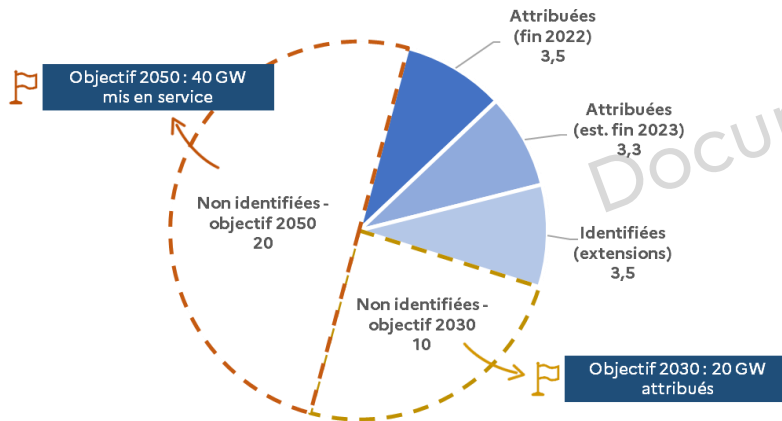 Attribuées
(fin 2022)
3,5
Objectif 2050 : 40 GW
mis en service
Attribuées
(est. fin 2023)
3,3
Non identifiées -
objectif 2050
20
Identifiées
(extensions)
3,5
Non identifiées -
objectif 2030
10
Objectif 2030 : 20 GW
attribués